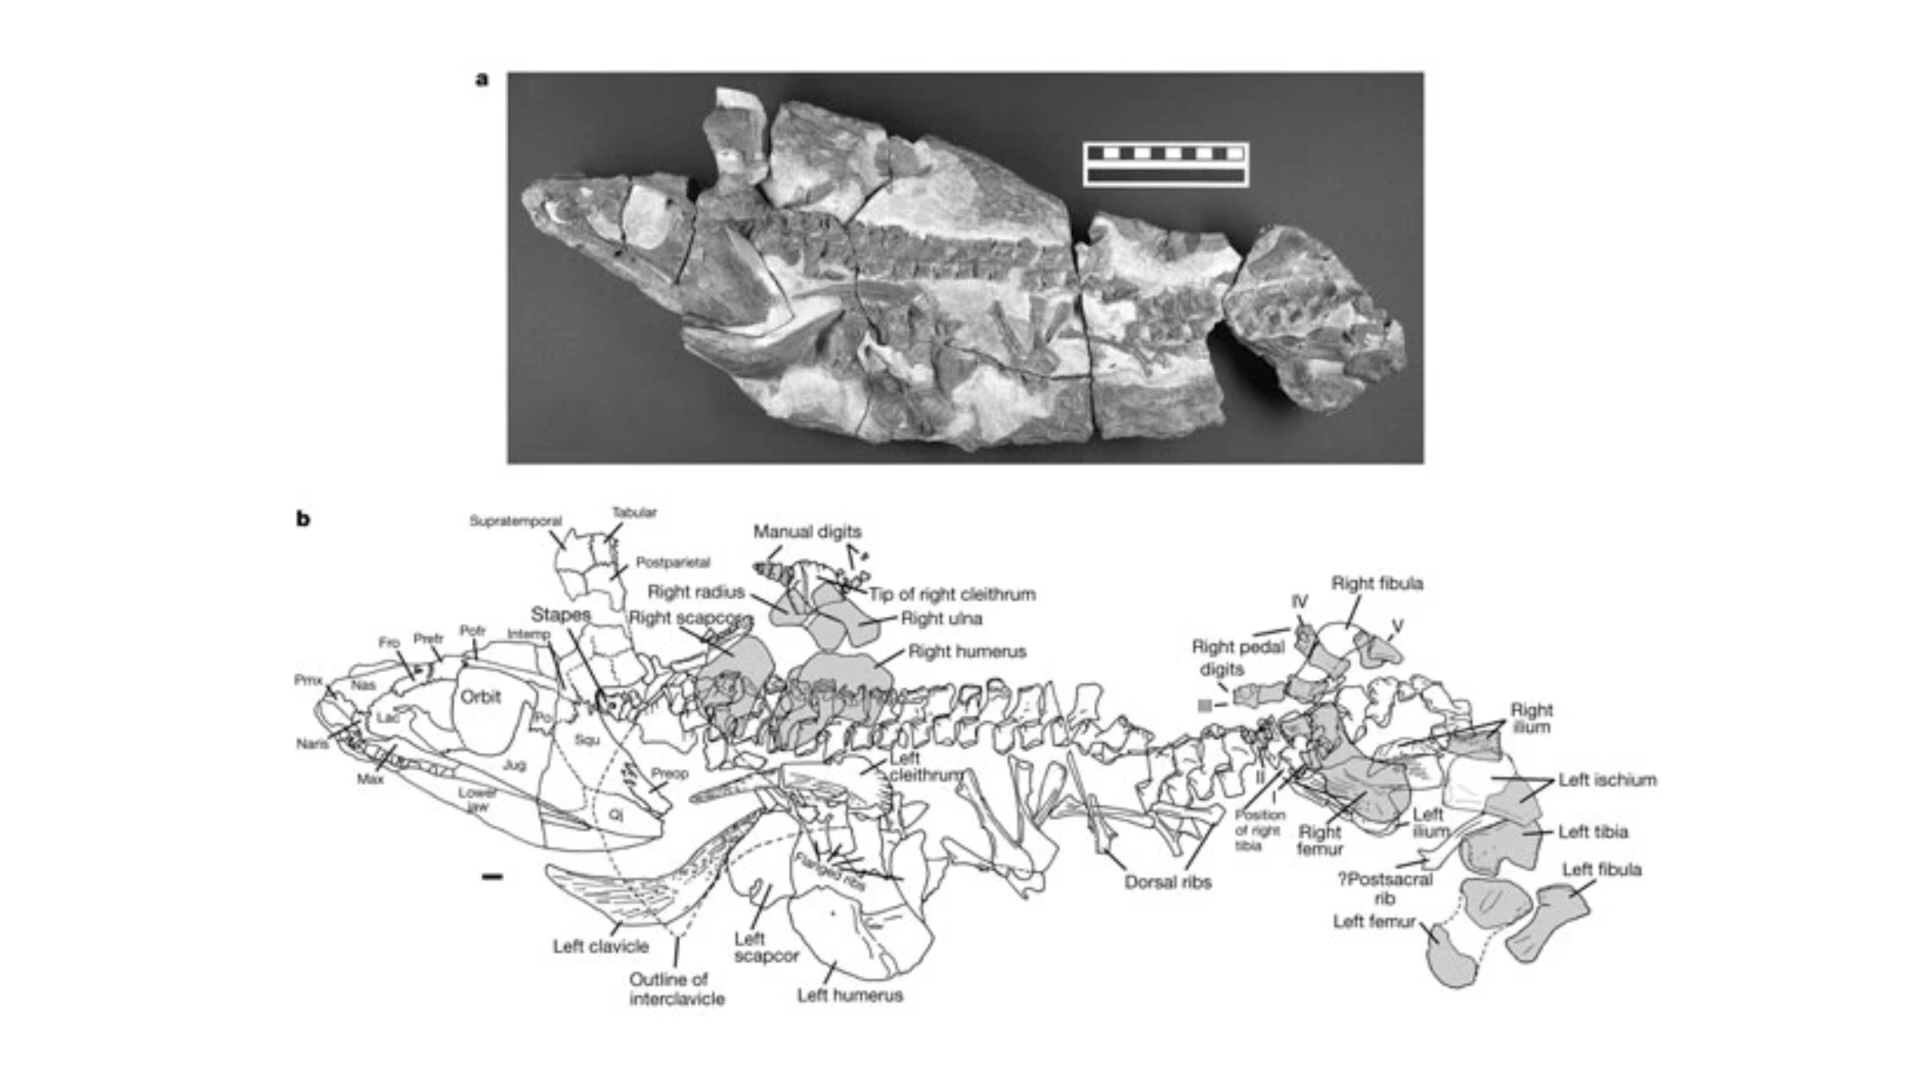 a
b
Supratemporal
Tabular
Manual digits
Postparietal
Right radius
Tip of right cleithrum
Stapes
Right scapcor
Right ulna
Fro
Prefr
Pofr
Intemp
Right humerus
Pmx
Nas
Orbit
Lac
Po
Naris
Squ
Max
Jug
Preop
Lower
jaw
Qj
Left
cleithrum
Flanged ribs
Left clavicle
Outline of
interclavicle
Left
scapcor
Left humerus
Dorsal ribs
Right fibula
IV
V
Right pedal
digits
III
Right
ilium
II
I
Left ischium
Position
of right
tibia
Right
femur
Left
ilium
Left tibia
?Postsacral
rib
Left fibula
Left femur